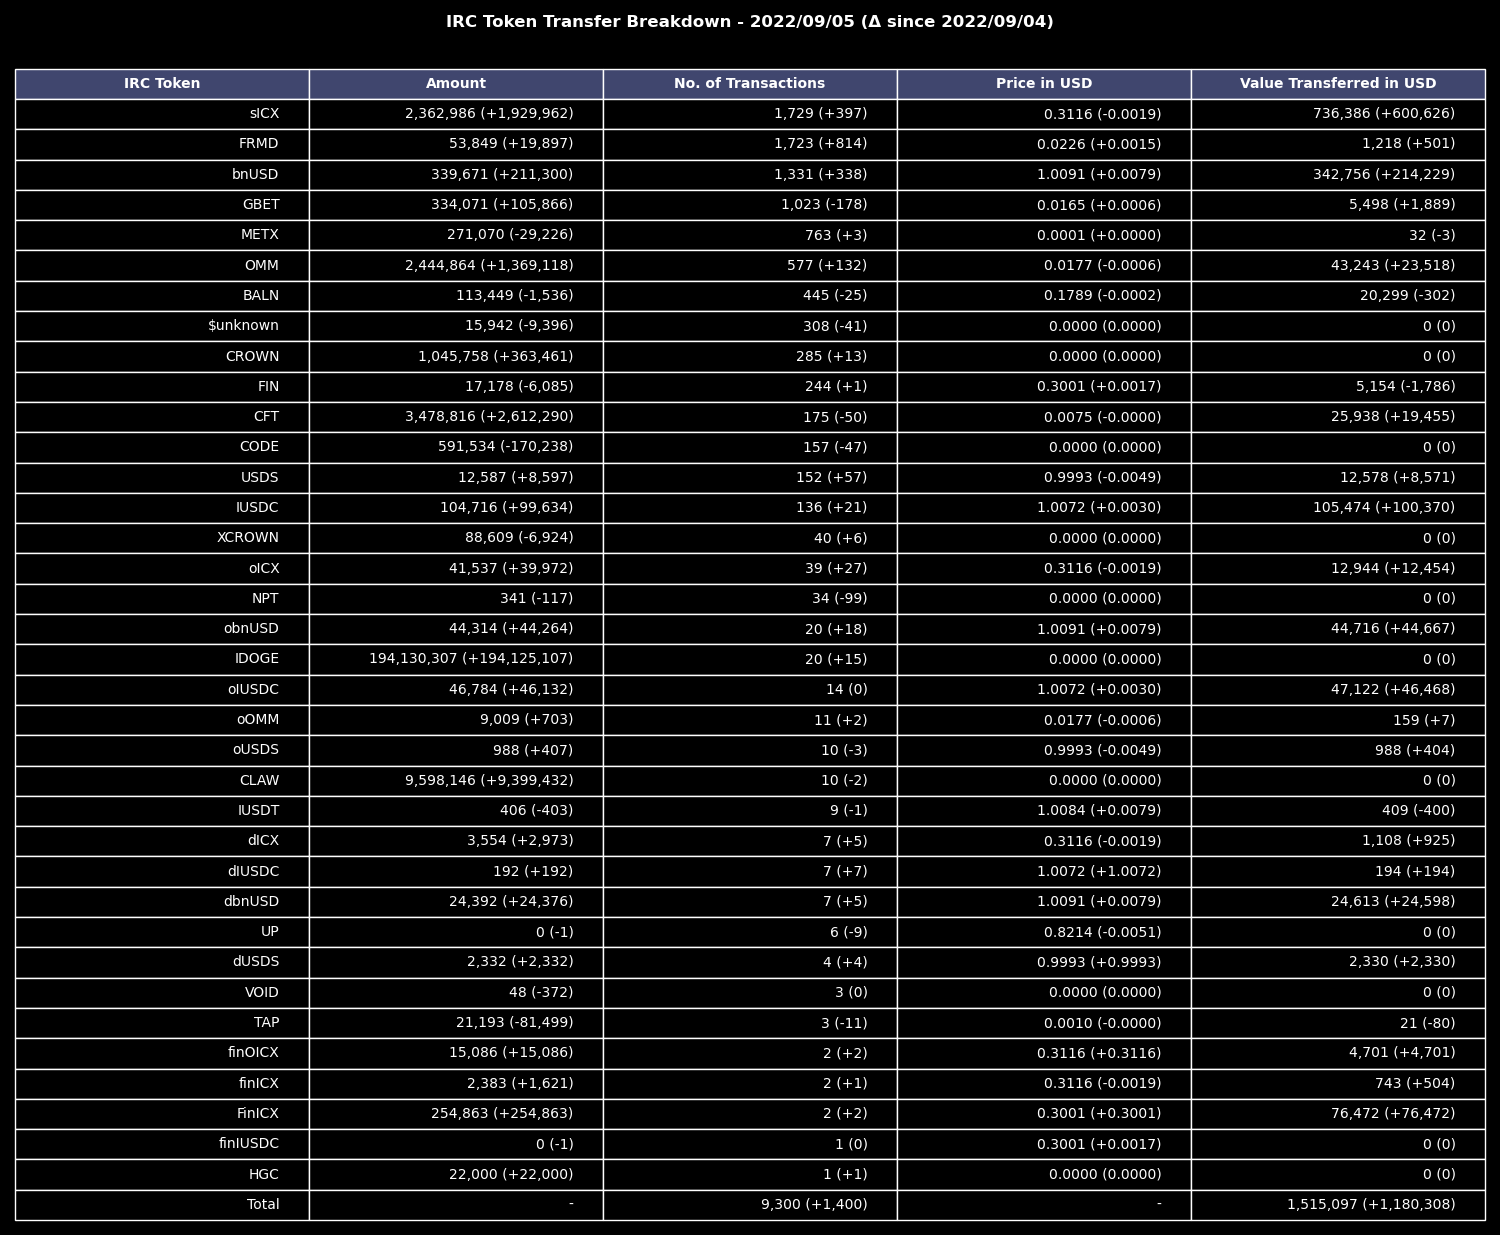 IRC Token Transfer Breakdown - 2022/09/05 (Δ since 2022/09/04)
IRC Token Amount No. of Transactions Price in USD Value Transferred in USD
sICX 2,362,986 (+1,929,962) 1,729 (+397) 0.3116 (-0.0019) 736,386 (+600,626)
FRMD 53,849 (+19,897) 1,723 (+814) 0.0226 (+0.0015) 1,218 (+501)
bnUSD 339,671 (+211,300) 1,331 (+338) 1.0091 (+0.0079) 342,756 (+214,229)
GBET 334,071 (+105,866) 1,023 (-178) 0.0165 (+0.0006) 5,498 (+1,889)
METX 271,070 (-29,226) 763 (+3) 0.0001 (+0.0000) 32 (-3)
OMM 2,444,864 (+1,369,118) 577 (+132) 0.0177 (-0.0006) 43,243 (+23,518)
BALN 113,449 (-1,536) 445 (-25) 0.1789 (-0.0002) 20,299 (-302)
$unknown 15,942 (-9,396) 308 (-41) 0.0000 (0.0000) 0 (0)
CROWN 1,045,758 (+363,461) 285 (+13) 0.0000 (0.0000) 0 (0)
FIN 17,178 (-6,085) 244 (+1) 0.3001 (+0.0017) 5,154 (-1,786)
CFT 3,478,816 (+2,612,290) 175 (-50) 0.0075 (-0.0000) 25,938 (+19,455)
CODE 591,534 (-170,238) 157 (-47) 0.0000 (0.0000) 0 (0)
USDS 12,587 (+8,597) 152 (+57) 0.9993 (-0.0049) 12,578 (+8,571)
IUSDC 104,716 (+99,634) 136 (+21) 1.0072 (+0.0030) 105,474 (+100,370)
XCROWN 88,609 (-6,924) 40 (+6) 0.0000 (0.0000) 0 (0)
oICX 41,537 (+39,972) 39 (+27) 0.3116 (-0.0019) 12,944 (+12,454)
NPT 341 (-117) 34 (-99) 0.0000 (0.0000) 0 (0)
obnUSD 44,314 (+44,264) 20 (+18) 1.0091 (+0.0079) 44,716 (+44,667)
IDOGE 194,130,307 (+194,125,107) 20 (+15) 0.0000 (0.0000) 0 (0)
oIUSDC 46,784 (+46,132) 14 (0) 1.0072 (+0.0030) 47,122 (+46,468)
oOMM 9,009 (+703) 11 (+2) 0.0177 (-0.0006) 159 (+7)
oUSDS 988 (+407) 10 (-3) 0.9993 (-0.0049) 988 (+404)
CLAW 9,598,146 (+9,399,432) 10 (-2) 0.0000 (0.0000) 0 (0)
IUSDT 406 (-403) 9 (-1) 1.0084 (+0.0079) 409 (-400)
dICX 3,554 (+2,973) 7 (+5) 0.3116 (-0.0019) 1,108 (+925)
dIUSDC 192 (+192) 7 (+7) 1.0072 (+1.0072) 194 (+194)
dbnUSD 24,392 (+24,376) 7 (+5) 1.0091 (+0.0079) 24,613 (+24,598)
UP 0 (-1) 6 (-9) 0.8214 (-0.0051) 0 (0)
dUSDS 2,332 (+2,332) 4 (+4) 0.9993 (+0.9993) 2,330 (+2,330)
VOID 48 (-372) 3 (0) 0.0000 (0.0000) 0 (0)
TAP 21,193 (-81,499) 3 (-11) 0.0010 (-0.0000) 21 (-80)
finOICX 15,086 (+15,086) 2 (+2) 0.3116 (+0.3116) 4,701 (+4,701)
finICX 2,383 (+1,621) 2 (+1) 0.3116 (-0.0019) 743 (+504)
FinICX 254,863 (+254,863) 2 (+2) 0.3001 (+0.3001) 76,472 (+76,472)
finIUSDC 0 (-1) 1 (0) 0.3001 (+0.0017) 0 (0)
HGC 22,000 (+22,000) 1 (+1) 0.0000 (0.0000) 0 (0)
Total - 9,300 (+1,400) - 1,515,097 (+1,180,308)